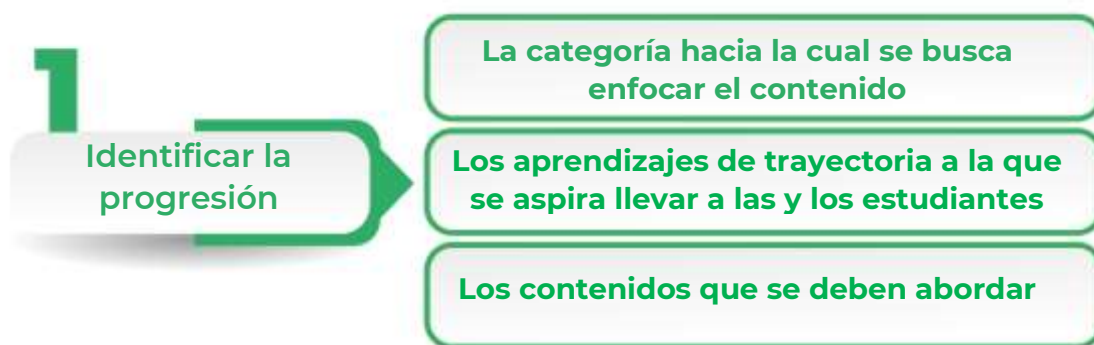 1
Identificar la
progresión
La categoría hacia la cual se busca
enfocar el contenido
Los aprendizajes de trayectoria a la que
se aspira llevar a las y los estudiantes
Los contenidos que se deben abordar